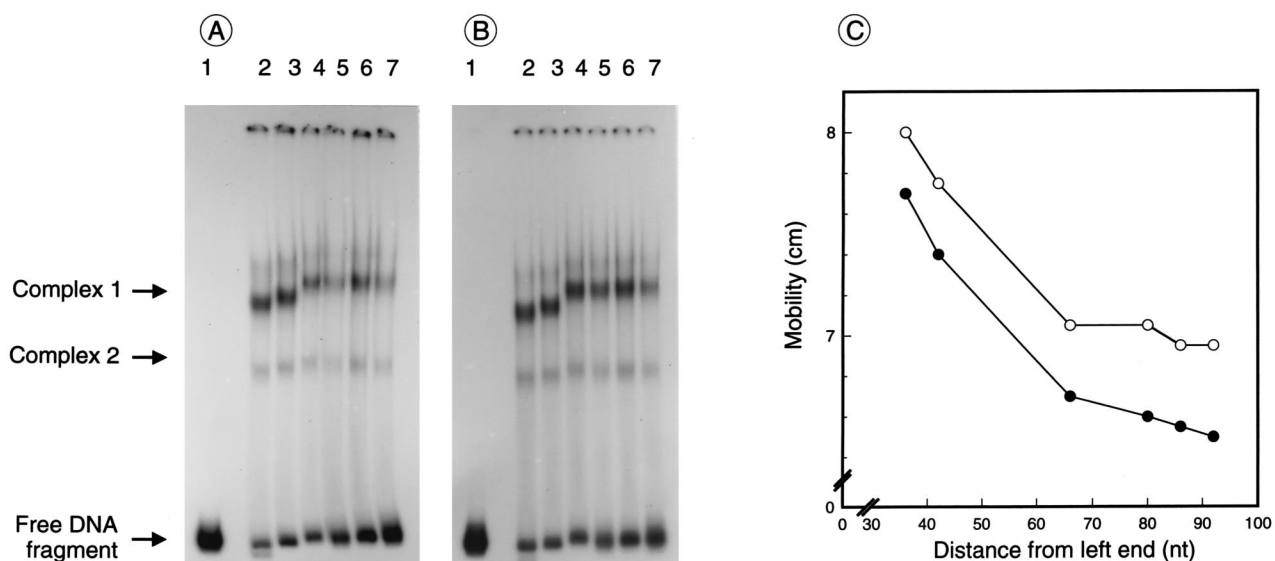 A
1 2 3 4 5 6 7
B
1 2 3 4 5 6 7
C
Complex 1
Complex 2
Free DNA
fragment
Mobility (cm)
8
7
0
0 30 40 50 60 70 80 90 100
Distance from left end (nt)